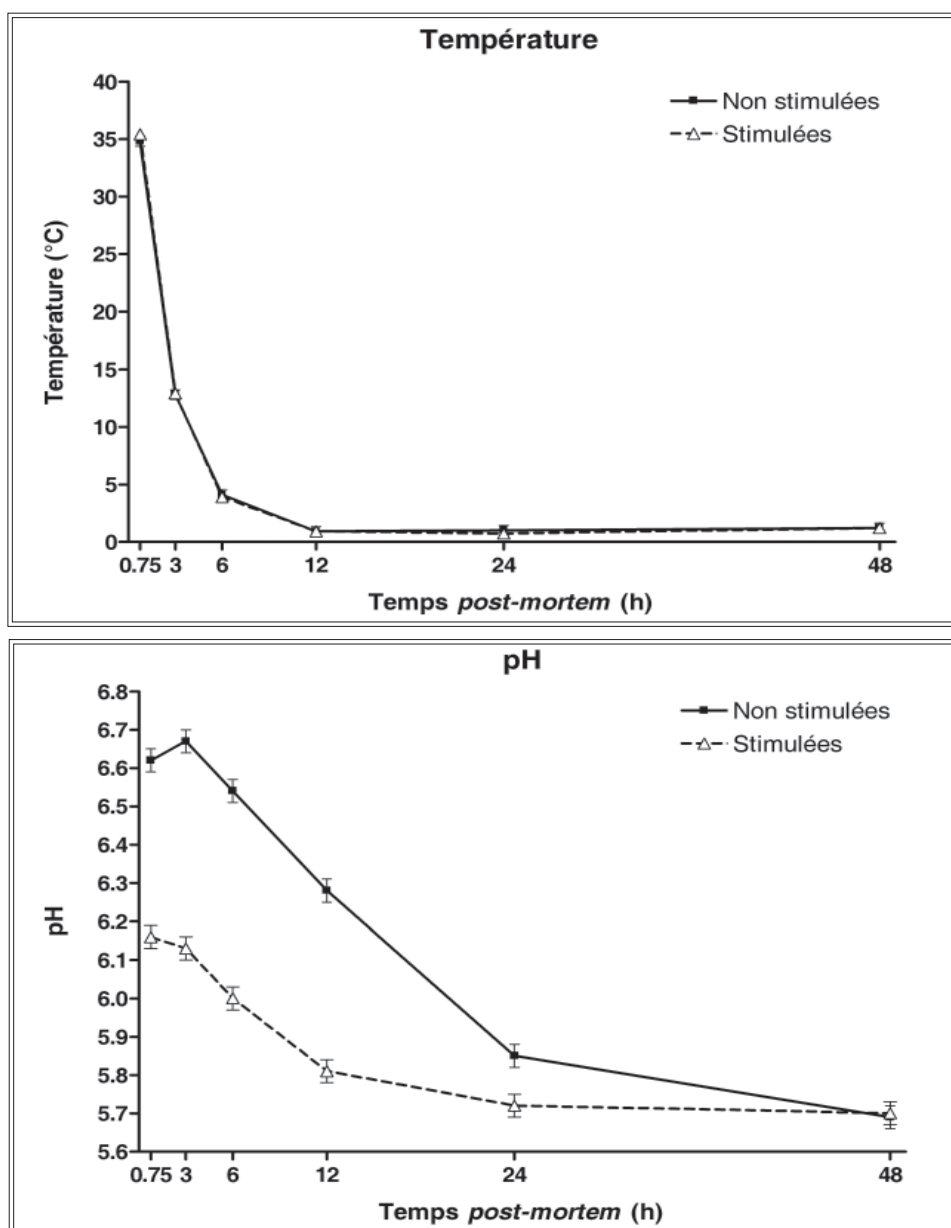 Température
Non stimulées
Stimulées
Température (°C)
40
35
30
25
20
15
10
5
0
0.75 3 6 12 24 48
Temps post-mortem (h)
pH
Non stimulées
Stimulées
pH
6.8
6.7
6.6
6.5
6.4
6.3
6.2
6.1
6.0
5.9
5.8
5.7
5.6
0.75 3 6 12 24 48
Temps post-mortem (h)